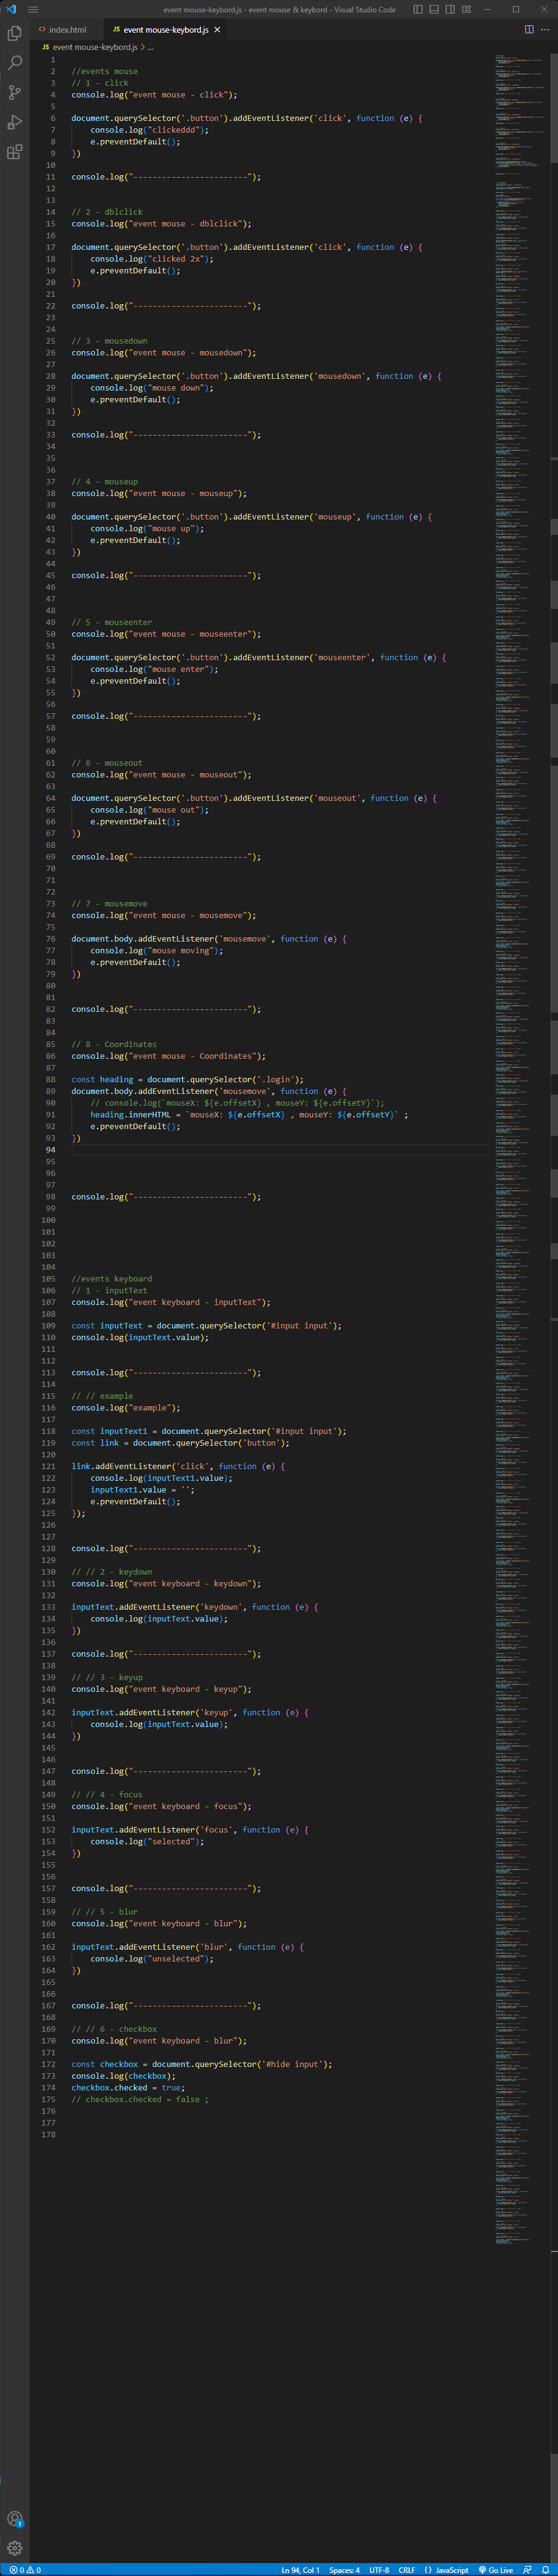 event mouse-keybord.js - event mouse & keybord - Visual Studio Code
index.html
JS event mouse-keybord.js
JS event mouse-keybord.js > ...
1
2 //events mouse
3 // 1 - click
4 console.log("event mouse - click");
5
6 document.querySelector('.button').addEventListener('click', function (e) {
7 console.log("clickeddd");
8 e.preventDefault();
9 })
10
11 console.log("------------------------");
12
13
14 // 2 - dblclick
15 console.log("event mouse - dblclick");
16
17 document.querySelector('.button').addEventListener('click', function (e) {
18 console.log("clicked 2x");
19 e.preventDefault();
20 })
21
22 console.log("------------------------");
23
24
25 // 3 - mousedown
26 console.log("event mouse - mousedown");
27
28 document.querySelector('.button').addEventListener('mousedown', function (e) {
29 console.log("mouse down");
30 e.preventDefault();
31 })
32
33 console.log("------------------------");
34
35
36
37 // 4 - mouseup
38 console.log("event mouse - mouseup");
39
40 document.querySelector('.button').addEventListener('mouseup', function (e) {
41 console.log("mouse up");
42 e.preventDefault();
43 })
44
45 console.log("------------------------");
46
47
48
49 // 5 - mouseenter
50 console.log("event mouse - mouseenter");
51
52 document.querySelector('.button').addEventListener('mouseenter', function (e) {
53 console.log("mouse enter");
54 e.preventDefault();
55 })
56
57 console.log("------------------------");
58
59
60
61 // 6 - mouseout
62 console.log("event mouse - mouseout");
63
64 document.querySelector('.button').addEventListener('mouseout', function (e) {
65 console.log("mouse out");
66 e.preventDefault();
67 })
68
69 console.log("------------------------");
70
71
72
73 // 7 - mousemove
74 console.log("event mouse - mousemove");
75
76 document.body.addEventListener('mousemove', function (e) {
77 console.log("mouse moving");
78 e.preventDefault();
79 })
80
81
82 console.log("------------------------");
83
84
85 // 8 - Coordinates
86 console.log("event mouse - Coordinates");
87
88 const heading = document.querySelector('.login');
89 document.body.addEventListener('mousemove', function (e) {
90 // console.log(`mouseX: ${e.offsetX} , mouseY: ${e.offsetY}`);
91 heading.innerHTML = `mouseX: ${e.offsetX} , mouseY: ${e.offsetY}` ;
92 e.preventDefault();
93 })
94
95
96
97
98 console.log("------------------------");
99
100
101
102
103
104
105 //events keyboard
106 // 1 - inputText
107 console.log("event keyboard - inputText");
108
109 const inputText = document.querySelector('#input input');
110 console.log(inputText.value);
111
112
113 console.log("------------------------");
114
115 // // example
116 console.log("example");
117
118 const inputText1 = document.querySelector('#input input');
119 const link = document.querySelector('button');
120
121 link.addEventListener('click', function (e) {
122 console.log(inputText1.value);
123 inputText1.value = '';
124 e.preventDefault();
125 });
126
127
128 console.log("------------------------");
129
130 // // 2 - keydown
131 console.log("event keyboard - keydown");
132
133 inputText.addEventListener('keydown', function (e) {
134 console.log(inputText.value);
135 })
136
137 console.log("------------------------");
138
139 // // 3 - keyup
140 console.log("event keyboard - keyup");
141
142 inputText.addEventListener('keyup', function (e) {
143 console.log(inputText.value);
144 })
145
146
147 console.log("------------------------");
148
149 // // 4 - focus
150 console.log("event keyboard - focus");
151
152 inputText.addEventListener('focus', function (e) {
153 console.log("selected");
154 })
155
156
157 console.log("------------------------");
158
159 // // 5 - blur
160 console.log("event keyboard - blur");
161
162 inputText.addEventListener('blur', function (e) {
163 console.log("unselected");
164 })
165
166
167 console.log("------------------------");
168
169 // // 6 - checkbox
170 console.log("event keyboard - blur");
171
172 const checkbox = document.querySelector('#hide input');
173 console.log(checkbox);
174 checkbox.checked = true;
175 // checkbox.checked = false ;
176
177
178
1
0 0 Ln 94, Col 1 Spaces: 4 UTF-8 CRLF {} JavaScript Go Live